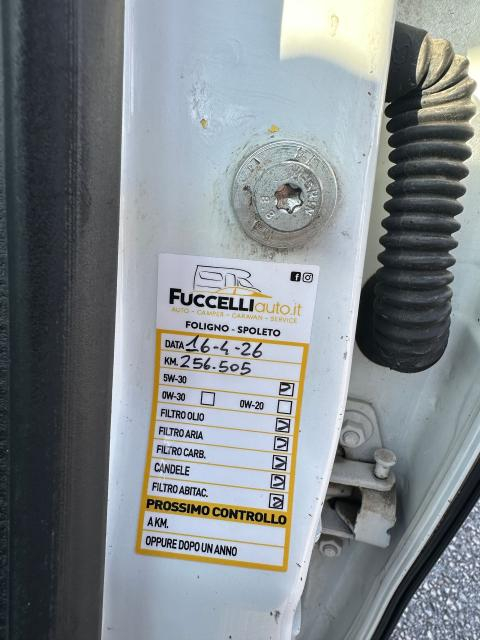 FUCCELLIauto.it
AUTO - CAMPER - CARAVAN - SERVICE
FOLIGNO - SPOLETO
DATA 16-4-26
KM. 256.505
5W-30
0W-30 0W-20
FILTRO OLIO
FILTRO ARIA
FILTRO CARB.
CANDELE
FILTRO ABITAC.
PROSSIMO CONTROLLO
A KM.
OPPURE DOPO UN ANNO